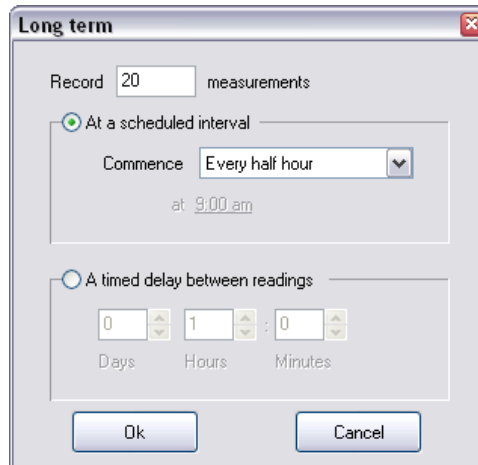 Long term
Record 20 measurements
At a scheduled interval
Commence Every half hour
at 9:00 am
A timed delay between readings
0 1 : 0
Days Hours Minutes
Ok Cancel